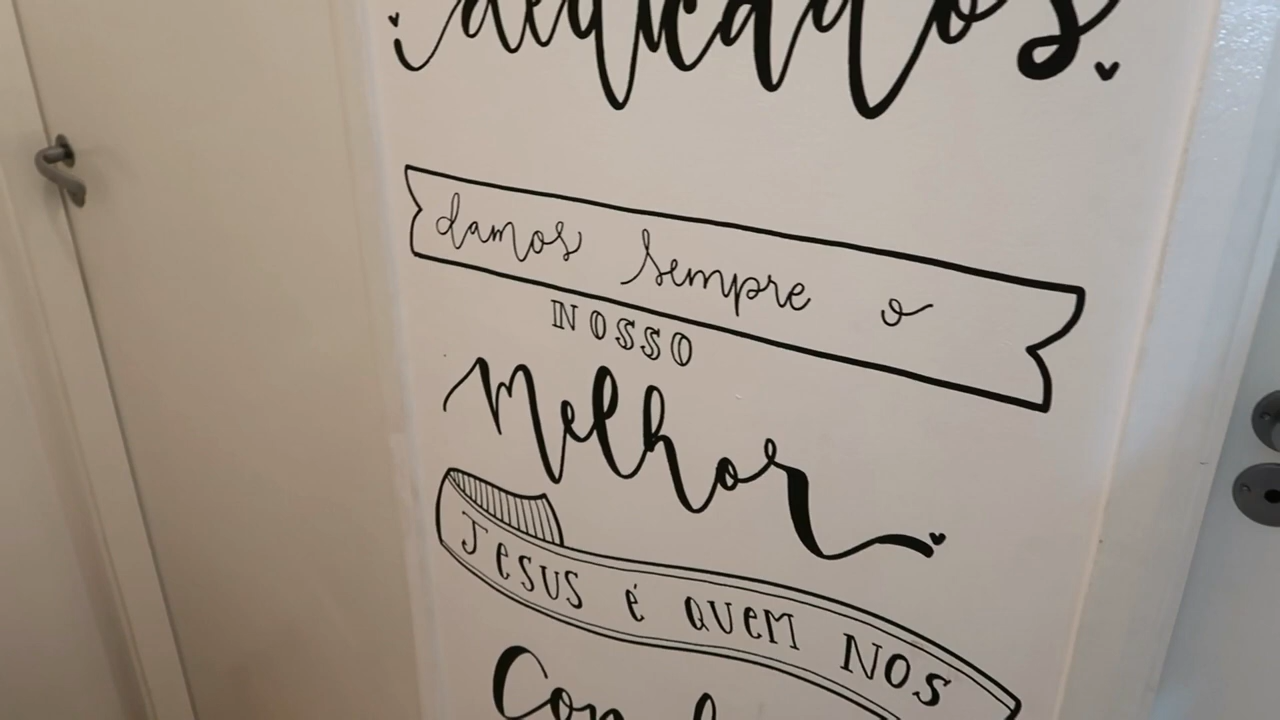 dedicados
damos sempre o
NOSSO
Melhor
Jesus é quem nos